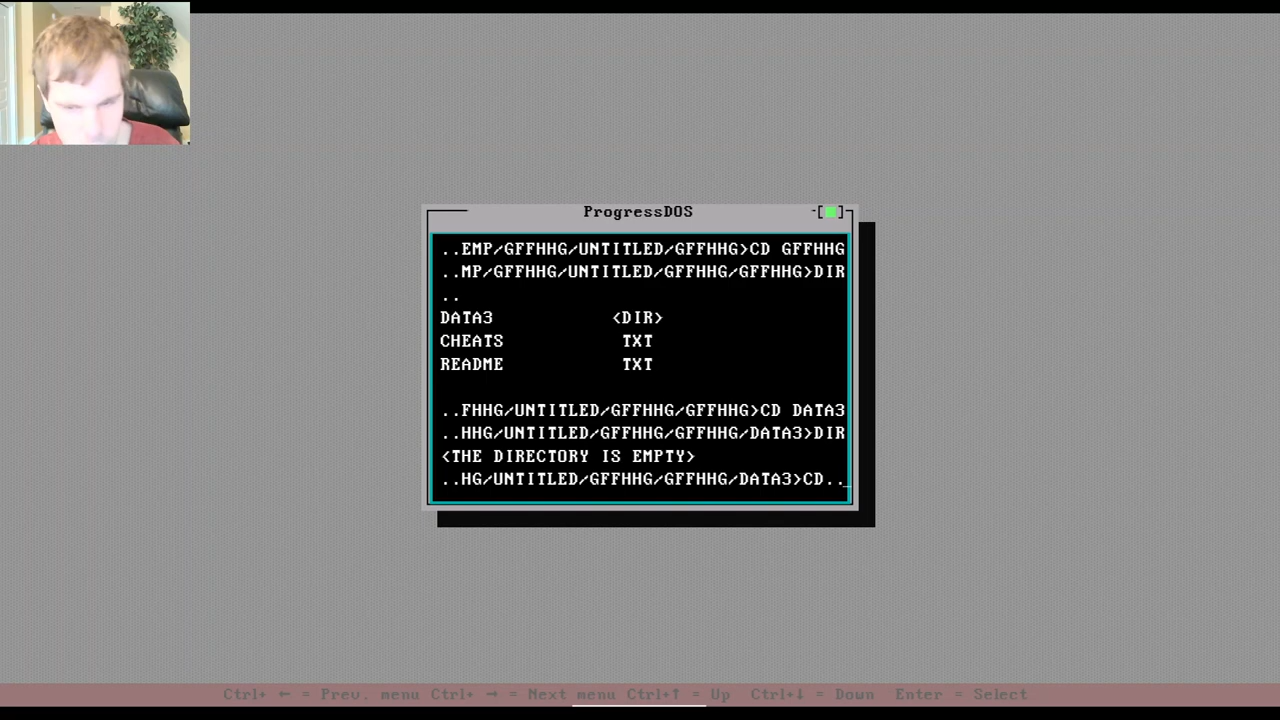 ProgressDOS
..EMP/GFFHHG/UNTITLED/GFFHHG>CD GFFHHG
..MP/GFFHHG/UNTITLED/GFFHHG/GFFHHG>DIR
..
DATA3 <DIR>
CHEATS TXT
README TXT
..FHHG/UNTITLED/GFFHHG/GFFHHG>CD DATA3
..HHG/UNTITLED/GFFHHG/GFFHHG/DATA3>DIR
<THE DIRECTORY IS EMPTY>
..HG/UNTITLED/GFFHHG/GFFHHG/DATA3>CD.._
Ctrl+ ← = Prev. menu Ctrl+ → = Next menu Ctrl+↑ = Up Ctrl+↓ = Down Enter = Select